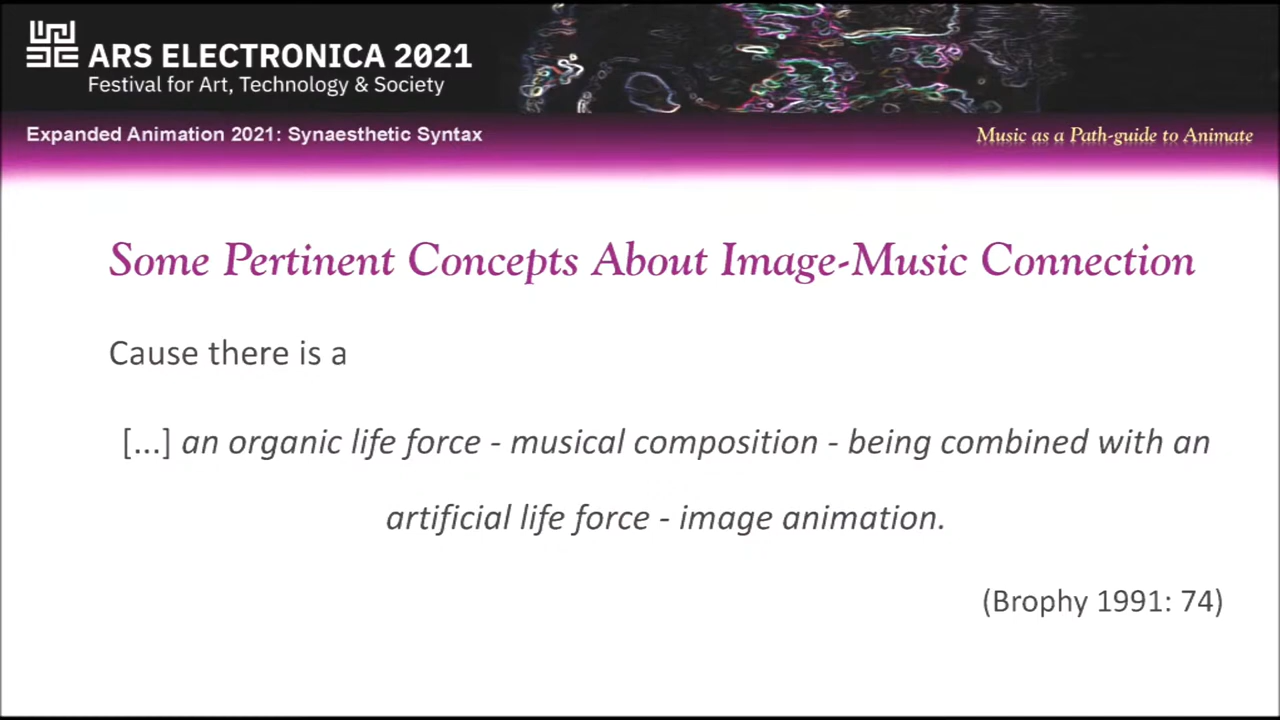 ARS ELECTRONICA 2021
Festival for Art, Technology & Society
Expanded Animation 2021: Synaesthetic Syntax
Music as a Path-guide to Animate
Some Pertinent Concepts About Image-Music Connection
Cause there is a
[...] an organic life force - musical composition - being combined with an
artificial life force - image animation.
(Brophy 1991: 74)